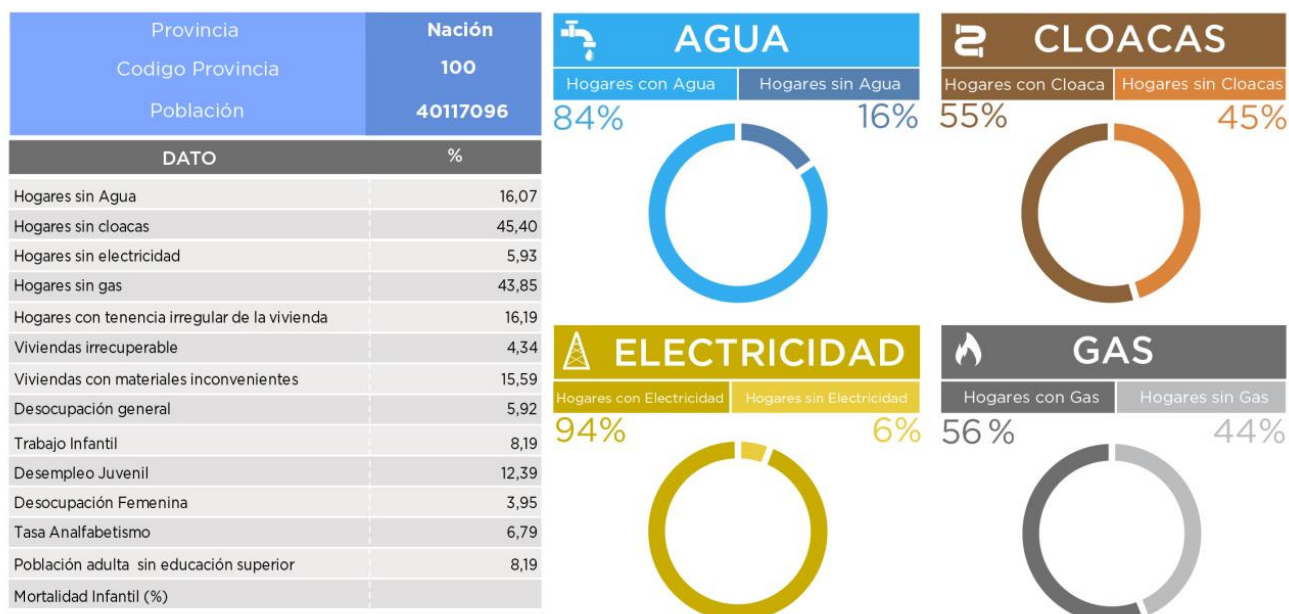 Provincia Nación
Codigo Provincia 100
Población 40117096
DATO %
Hogares sin Agua 16,07
Hogares sin cloacas 45,40
Hogares sin electricidad 5,93
Hogares sin gas 43,85
Hogares con tenencia irregular de la vivienda 16,19
Viviendas irrecuperable 4,34
Viviendas con materiales inconvenientes 15,59
Desocupación general 5,92
Trabajo Infantil 8,19
Desempleo Juvenil 12,39
Desocupación Femenina 3,95
Tasa Analfabetismo 6,79
Población adulta sin educación superior 8,19
Mortalidad Infantil (%)
AGUA
Hogares con Agua Hogares sin Agua
84% 16%
CLOACAS
Hogares con Cloaca Hogares sin Cloacas
55% 45%
ELECTRICIDAD
Hogares con Electricidad Hogares sin Electricidad
94% 6%
GAS
Hogares con Gas Hogares sin Gas
56 % 44%